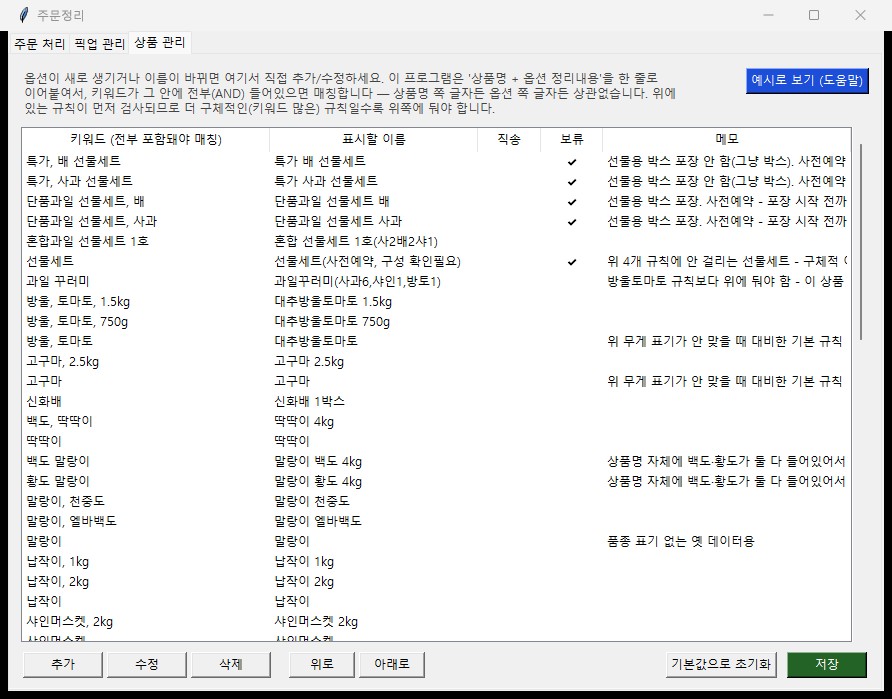 주문정리
주문 처리 픽업 관리 상품 관리
옵션이 새로 생기거나 이름이 바뀌면 여기서 직접 추가/수정하세요. 이 프로그램은 '상품명 + 옵션 정리내용'을 한 줄로
이어붙여서, 키워드가 그 안에 전부(AND) 들어있으면 매칭합니다 — 상품명 쪽 글자든 옵션 쪽 글자든 상관없습니다. 위에
있는 규칙이 먼저 검사되므로 더 구체적인(키워드 많은) 규칙일수록 위쪽에 둬야 합니다.
예시로 보기 (도움말)
키워드 (전부 포함돼야 매칭) 표시할 이름 직송 보류 메모
특가, 배 선물세트 특가 배 선물세트 ✔ 선물용 박스 포장 안 함(그냥 박스). 사전예약
특가, 사과 선물세트 특가 사과 선물세트 ✔ 선물용 박스 포장 안 함(그냥 박스). 사전예약
단품과일 선물세트, 배 단품과일 선물세트 배 ✔ 선물용 박스 포장. 사전예약 - 포장 시작 전까
단품과일 선물세트, 사과 단품과일 선물세트 사과 ✔ 선물용 박스 포장. 사전예약 - 포장 시작 전까
혼합과일 선물세트 1호 혼합 선물세트 1호(사2배2샤1)
선물세트 선물세트(사전예약, 구성 확인필요) ✔ 위 4개 규칙에 안 걸리는 선물세트 - 구체적
과일 꾸러미 과일꾸러미(사과6,샤인1,방토1) 방울토마토 규칙보다 위에 둬야 함 - 이 상품
방울, 토마토, 1.5kg 대추방울토마토 1.5kg
방울, 토마토, 750g 대추방울토마토 750g
방울, 토마토 대추방울토마토 위 무게 표기가 안 맞을 때 대비한 기본 규칙
고구마, 2.5kg 고구마 2.5kg
고구마 고구마 위 무게 표기가 안 맞을 때 대비한 기본 규칙
신화배 신화배 1박스
백도, 딱딱이 딱딱이 4kg
딱딱이 딱딱이
백도 말랑이 말랑이 백도 4kg 상품명 자체에 백도·황도가 둘 다 들어있어서
황도 말랑이 말랑이 황도 4kg 상품명 자체에 백도·황도가 둘 다 들어있어서
말랑이, 천중도 말랑이 천중도
말랑이, 엘바백도 말랑이 엘바백도
말랑이 말랑이 품종 표기 없는 옛 데이터용
납작이, 1kg 납작이 1kg
납작이, 2kg 납작이 2kg
납작이 납작이
샤인머스켓, 2kg 샤인머스켓 2kg
샤인머스켓 샤인머스켓
추가 수정 삭제 위로 아래로 기본값으로 초기화 저장